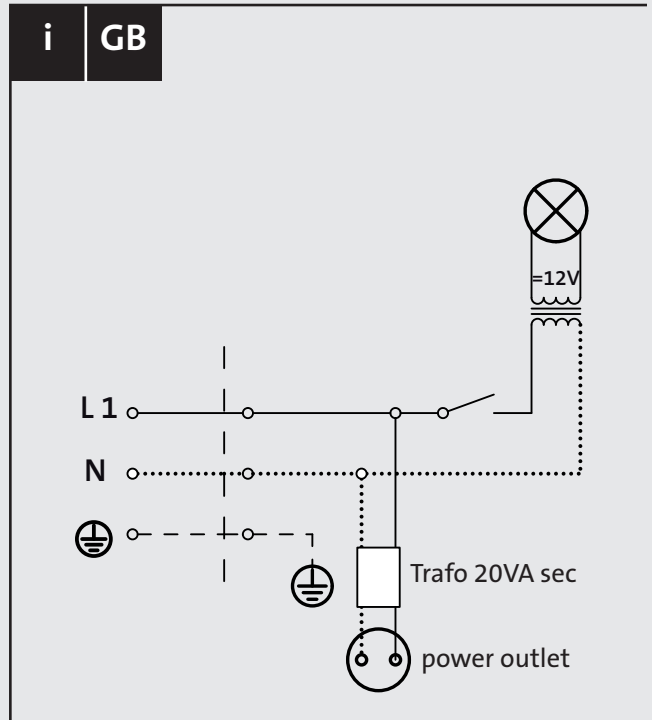 i GB
=12V
L 1
N
Trafo 20VA sec
power outlet